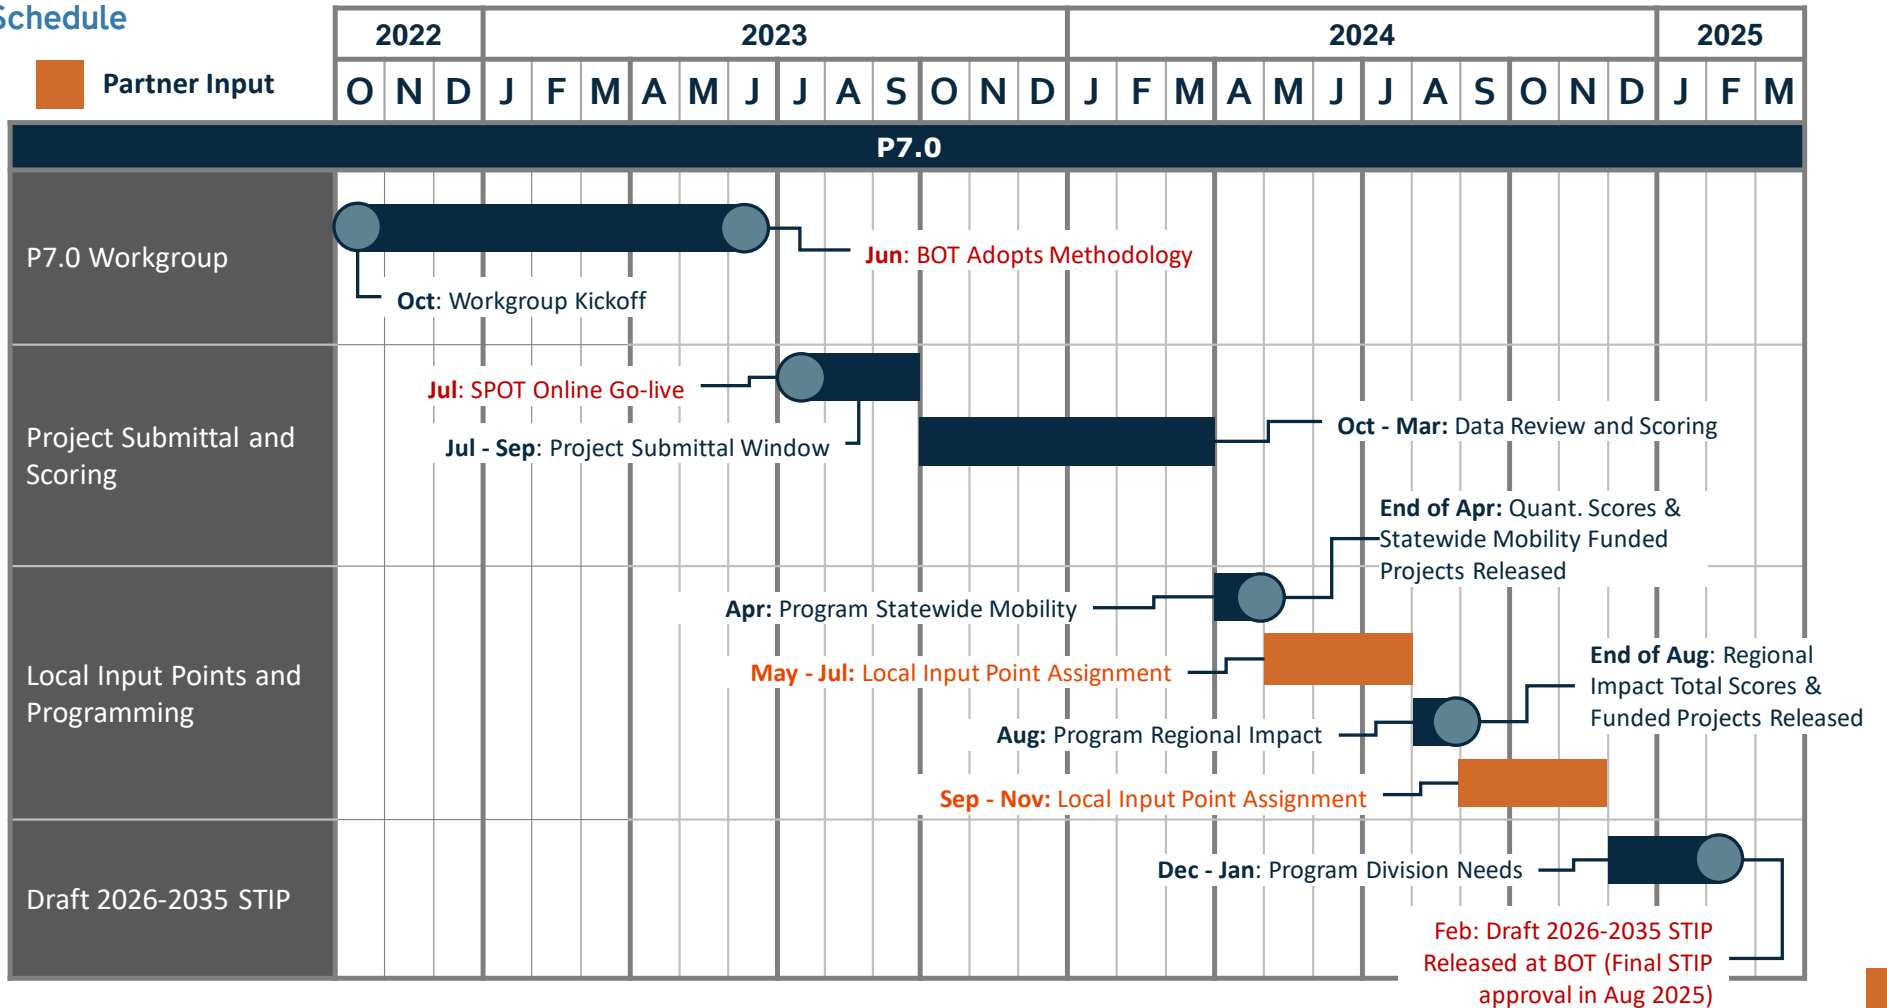 Schedule
Partner Input
2022 2023 2024 2025
O N D J F M A M J J A S O N D J F M A M J J A S O N D J F M
P7.0
P7.0 Workgroup
Jun: BOT Adopts Methodology
Oct: Workgroup Kickoff
Project Submittal and
Scoring
Jul: SPOT Online Go-live
Jul - Sep: Project Submittal Window
Oct - Mar: Data Review and Scoring
End of Apr: Quant. Scores &
Statewide Mobility Funded
Projects Released
Local Input Points and
Programming
Apr: Program Statewide Mobility
May - Jul: Local Input Point Assignment
End of Aug: Regional
Impact Total Scores &
Funded Projects Released
Aug: Program Regional Impact
Sep - Nov: Local Input Point Assignment
Draft 2026-2035 STIP
Dec - Jan: Program Division Needs
Feb: Draft 2026-2035 STIP
Released at BOT (Final STIP
approval in Aug 2025)